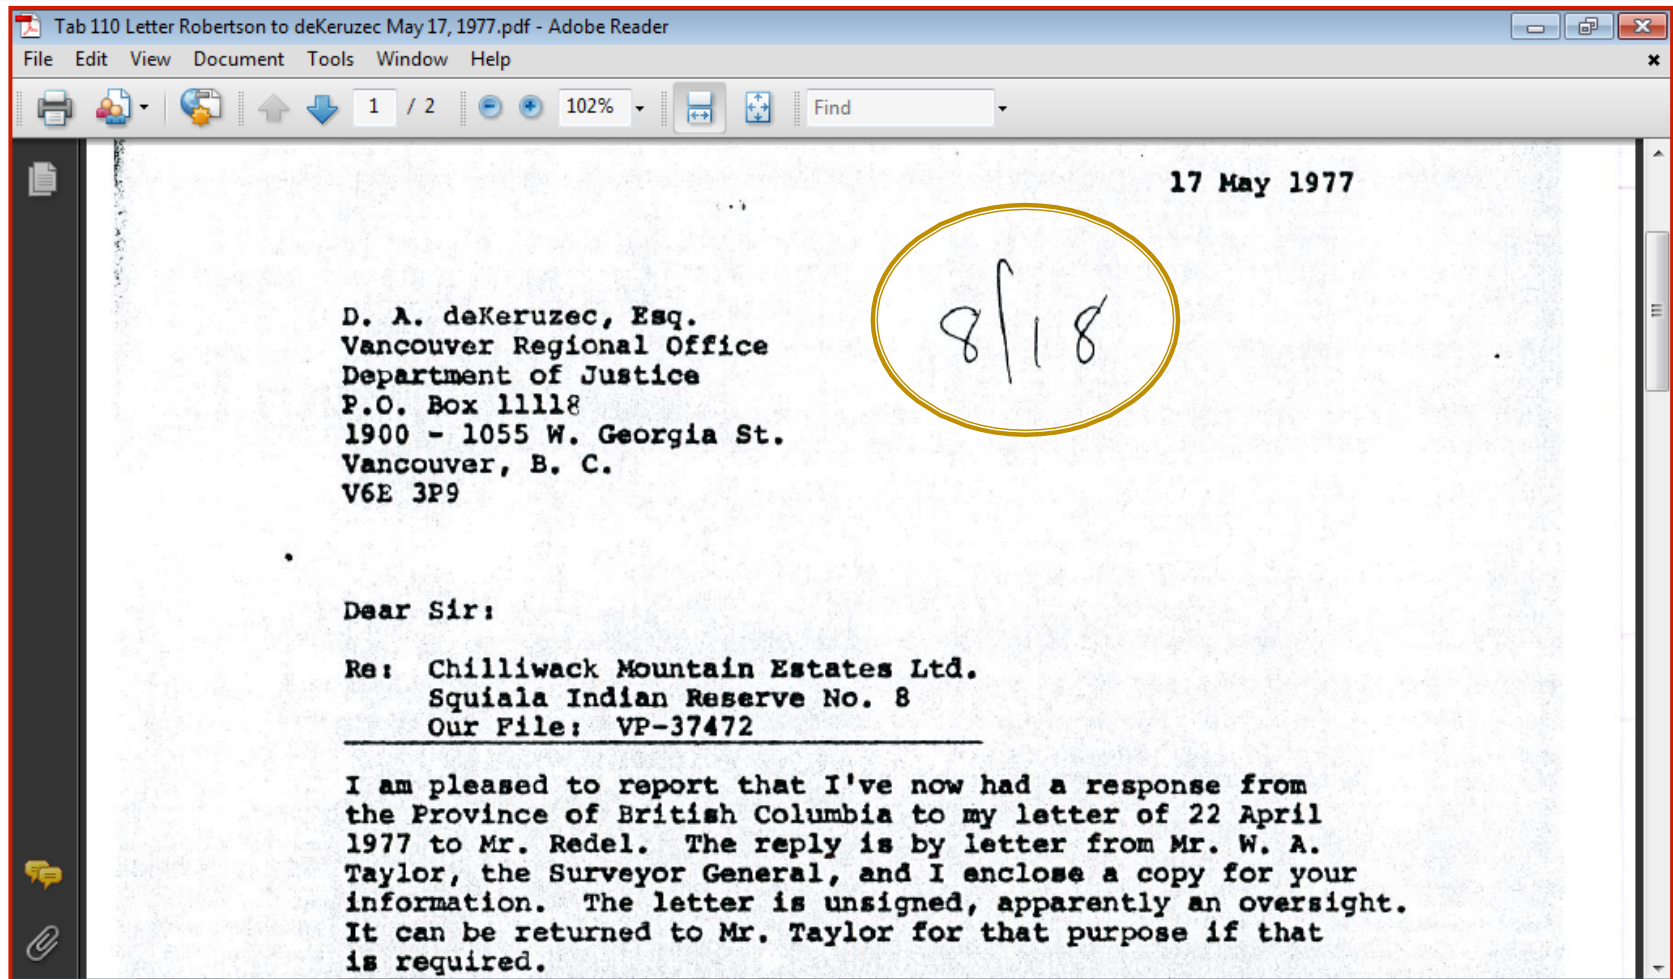 Tab 110 Letter Robertson to deKeruzec May 17, 1977.pdf - Adobe Reader
File Edit View Document Tools Window Help
1 / 2 102% Find
17 May 1977
8/18
D. A. deKeruzec, Esq.
Vancouver Regional Office
Department of Justice
P.O. Box 11118
1900 - 1055 W. Georgia St.
Vancouver, B. C.
V6E 3P9
Dear Sir:
Re: Chilliwack Mountain Estates Ltd.
Squiala Indian Reserve No. 8
Our File: VP-37472
I am pleased to report that I've now had a response from
the Province of British Columbia to my letter of 22 April
1977 to Mr. Redel. The reply is by letter from Mr. W. A.
Taylor, the Surveyor General, and I enclose a copy for your
information. The letter is unsigned, apparently an oversight.
It can be returned to Mr. Taylor for that purpose if that
is required.